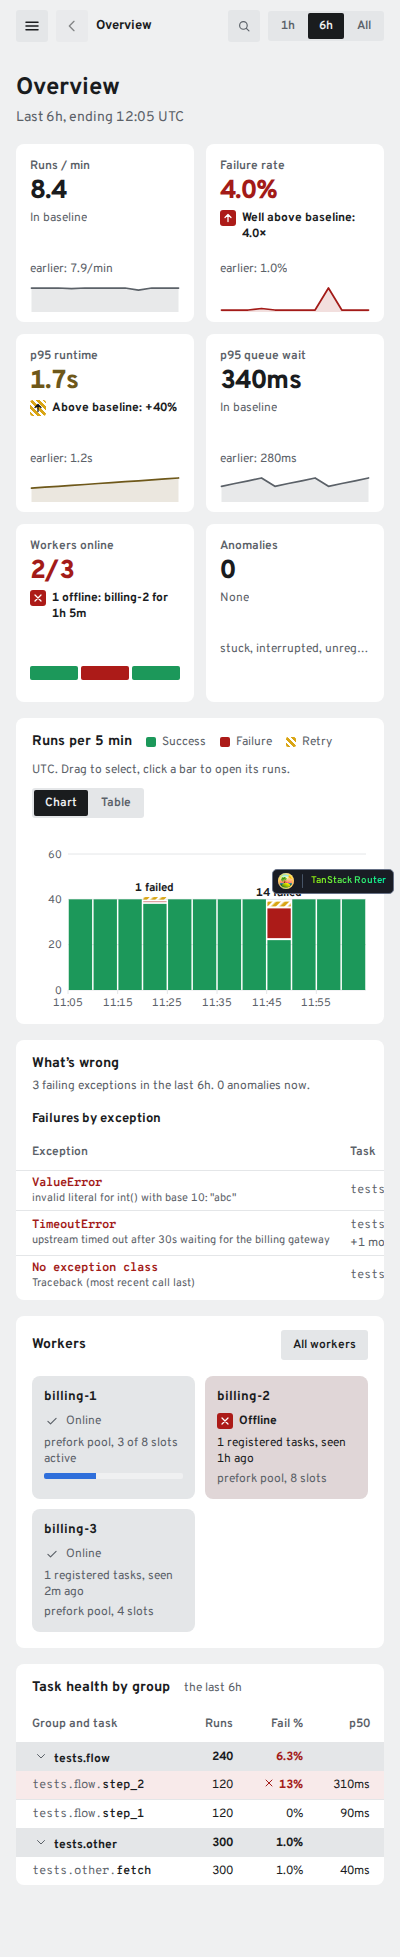 Overview
1h
6h
All
Overview
Last 6h, ending 12:05 UTC
Runs / min
8.4
In baseline
earlier: 7.9/min
Failure rate
4.0%
Well above baseline:
4.0×
earlier: 1.0%
p95 runtime
1.7s
Above baseline: +40%
earlier: 1.2s
p95 queue wait
340ms
In baseline
earlier: 280ms
Workers online
2/3
1 offline: billing-2 for
1h 5m
Anomalies
0
None
stuck, interrupted, unreg…
Runs per 5 min
Success
Failure
Retry
UTC. Drag to select, click a bar to open its runs.
Chart
Table
60
40
20
0
1 failed
14 failed
TanStack Router
11:05
11:15
11:25
11:35
11:45
11:55
What's wrong
3 failing exceptions in the last 6h. 0 anomalies now.
Failures by exception
Exception
Task
ValueError
invalid literal for int() with base 10: "abc"
tests
TimeoutError
upstream timed out after 30s waiting for the billing gateway
tests
+1 mo
No exception class
Traceback (most recent call last)
tests
Workers
All workers
billing-1
Online
prefork pool, 3 of 8 slots
active
billing-2
Offline
1 registered tasks, seen
1h ago
prefork pool, 8 slots
billing-3
Online
1 registered tasks, seen
2m ago
prefork pool, 4 slots
Task health by group
the last 6h
Group and task
Runs
Fail %
p50
tests.flow
240
6.3%
tests.flow.step_2
120
13%
310ms
tests.flow.step_1
120
0%
90ms
tests.other
300
1.0%
tests.other.fetch
300
1.0%
40ms